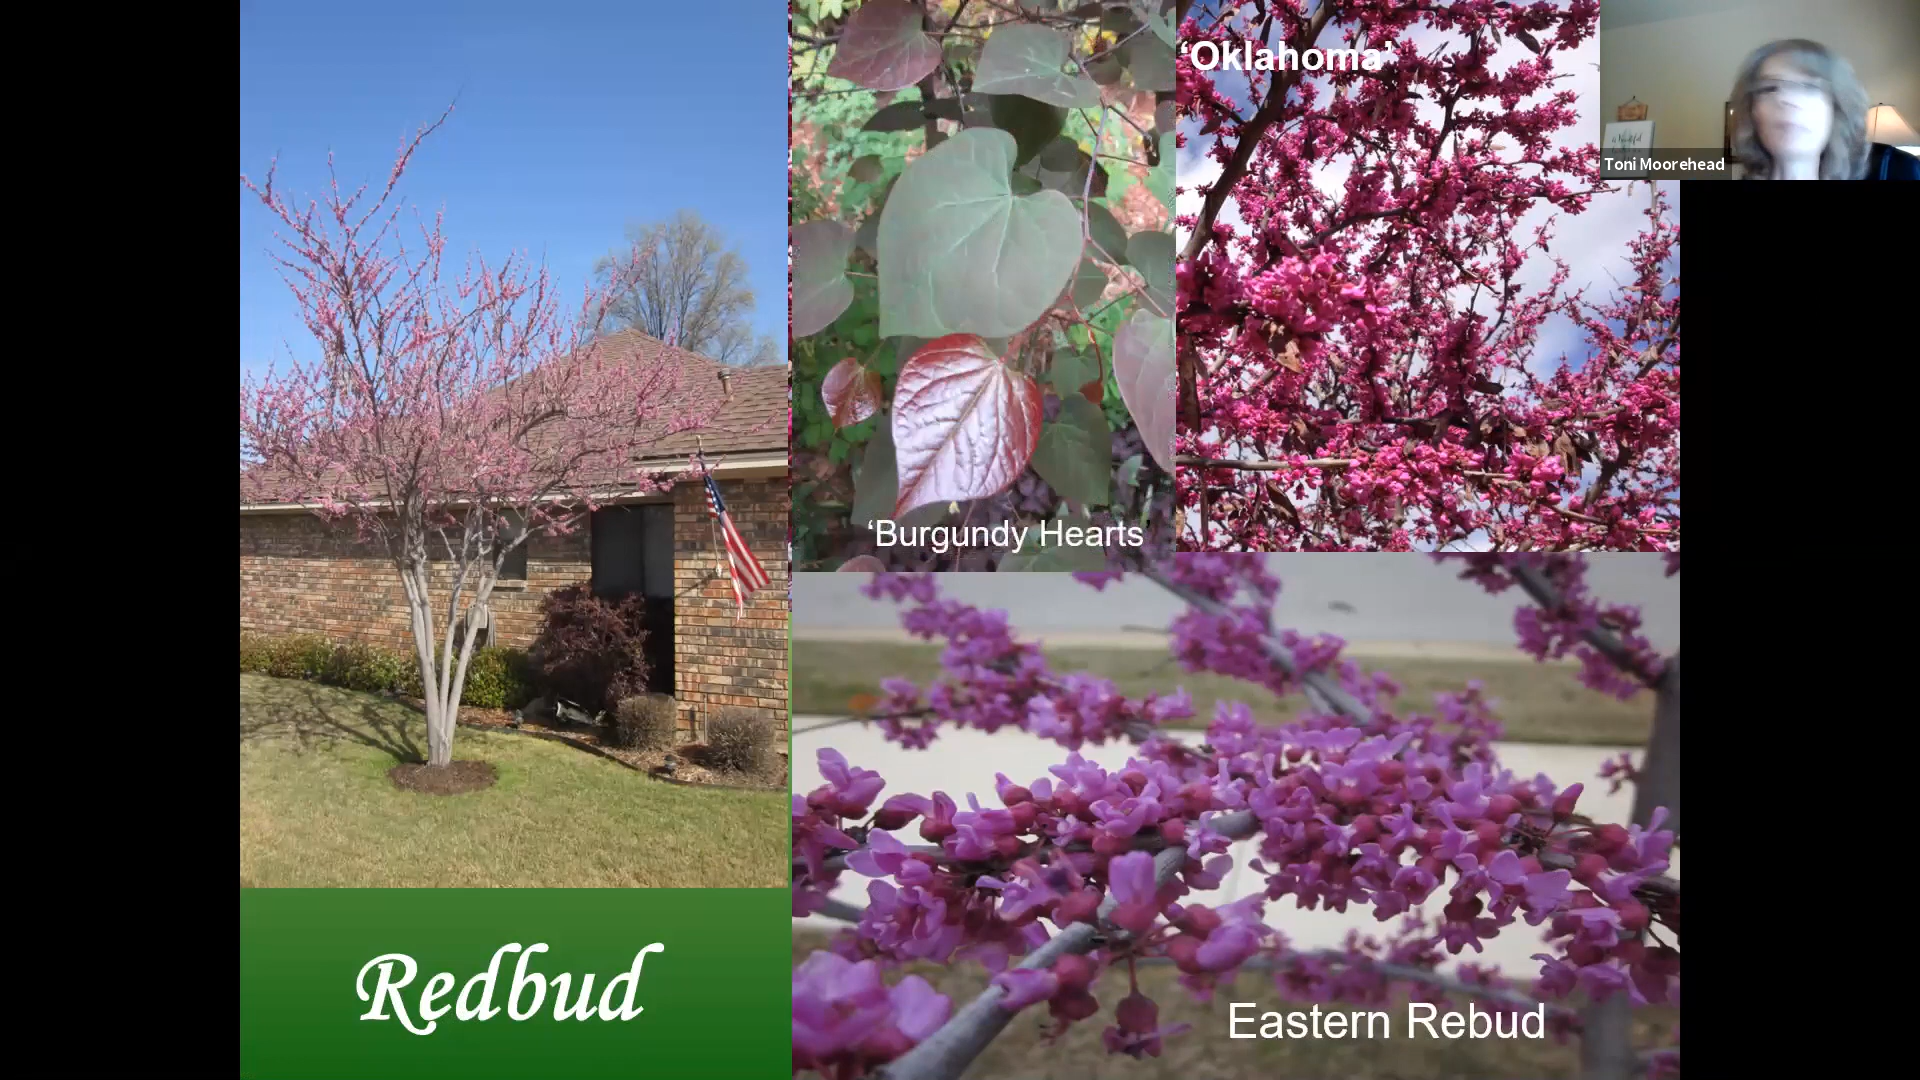 ‘Oklahoma’
Toni Moorehead
‘Burgundy Hearts’
Redbud
Eastern Rebud